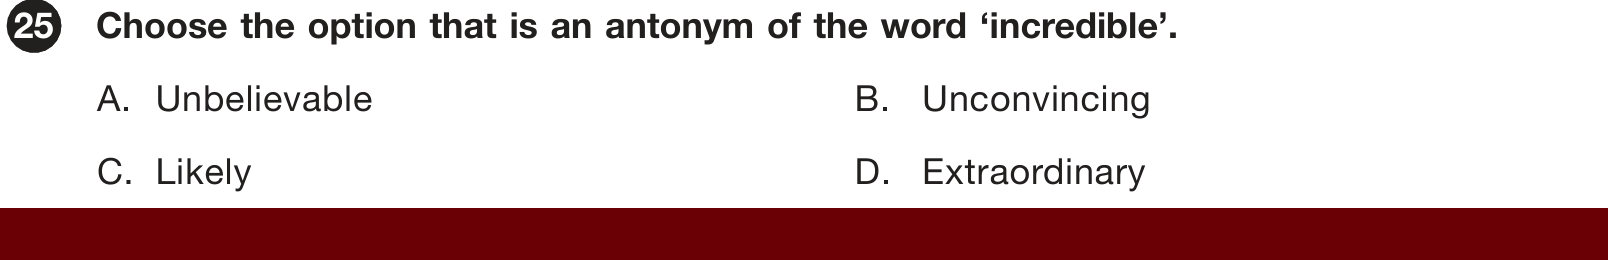 25 Choose the option that is an antonym of the word ‘incredible’.
A. Unbelievable B. Unconvincing
C. Likely D. Extraordinary